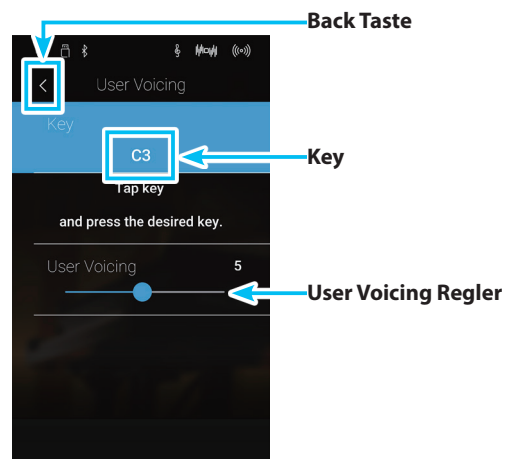 Back Taste
User Voicing
Key
C3
Key
Tap key
and press the desired key.
User Voicing 5
User Voicing Regler